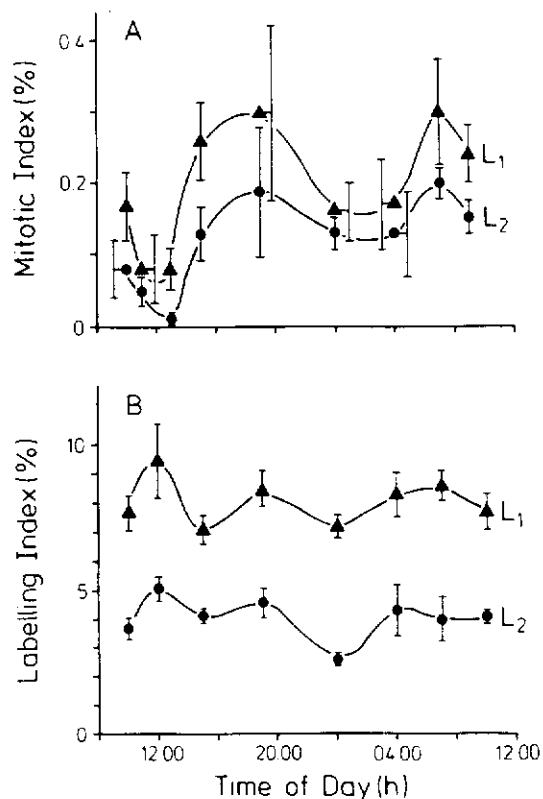 A
0.4
0.2
0
Mitotic Index (%)
L1
L2
B
10
5
0
Labelling Index (%)
L1
L2
12.00
20.00
04.00
12.00
Time of Day (h)